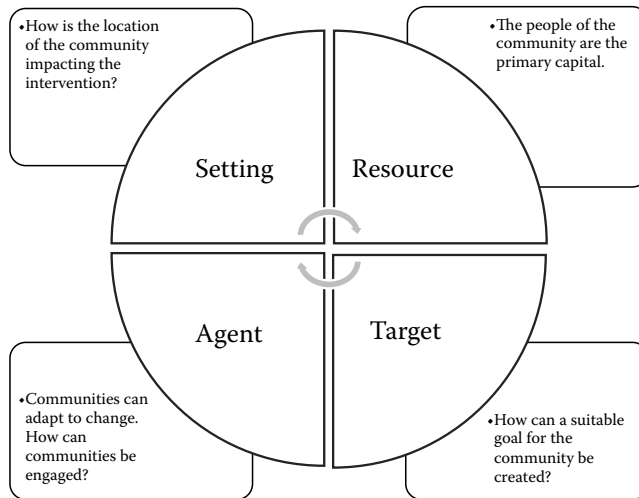 •How is the location
of the community
impacting the
intervention?
•The people of the
community are the
primary capital.
Setting
Resource
Agent
Target
•Communities can
adapt to change.
How can
communities be
engaged?
•How can a suitable
goal for the
community be
created?